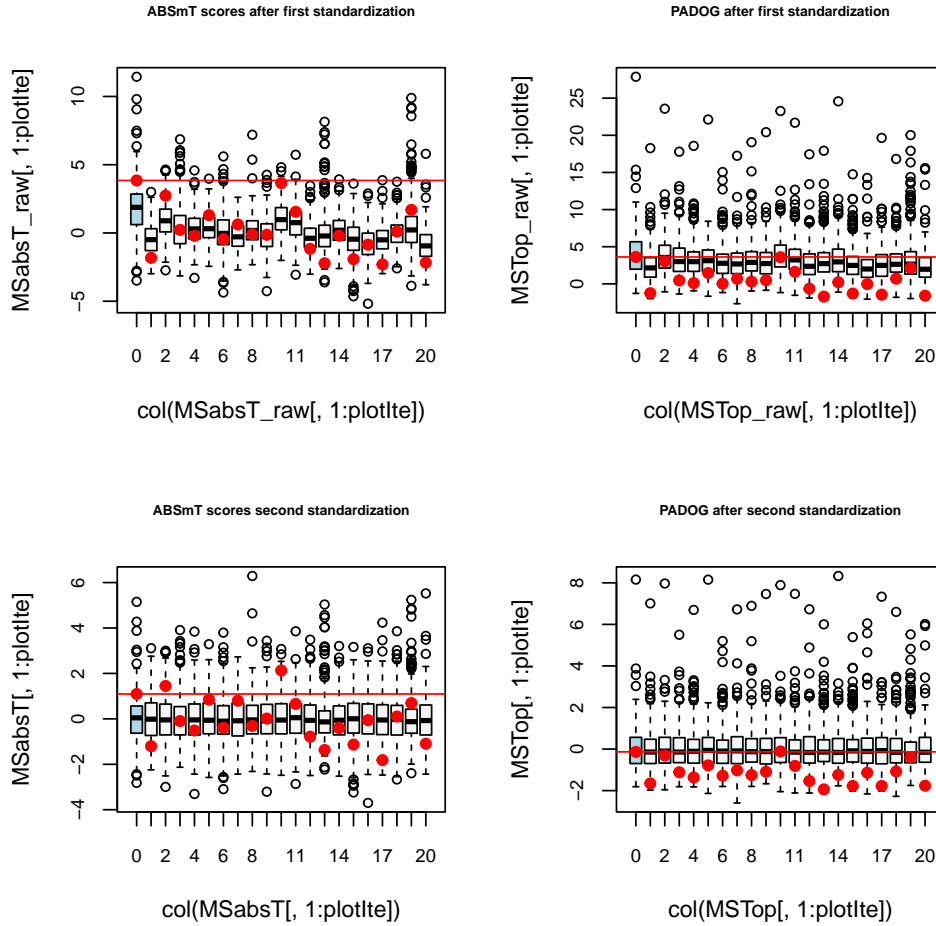 ABSmT scores after first standardization
MSabsT_raw[, 1:plotIte]
10
5
0
−5
0 2 4 6 8 11 14 17 20
col(MSabsT_raw[, 1:plotIte])
PADOG after first standardization
MSTop_raw[, 1:plotIte]
25
20
15
10
5
0
0 2 4 6 8 11 14 17 20
col(MSTop_raw[, 1:plotIte])
ABSmT scores second standardization
MSabsT[, 1:plotIte]
6
4
2
0
−2
−4
0 2 4 6 8 11 14 17 20
col(MSabsT[, 1:plotIte])
PADOG after second standardization
MSTop[, 1:plotIte]
8
6
4
2
0
−2
0 2 4 6 8 11 14 17 20
col(MSTop[, 1:plotIte])